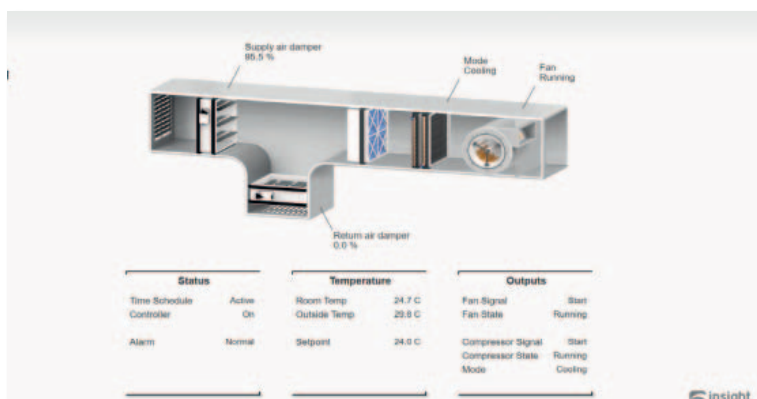 Supply air damper
95.5 %
Mode
Cooling
Fan
Running
Return air damper
0.0 %
Status
Time Schedule Active
Controller On
Alarm Normal
Temperature
Room Temp 24.7 C
Outside Temp 29.8 C
Setpoint 24.0 C
Outputs
Fan Signal Start
Fan State Running
Compressor Signal Start
Compressor State Running
Mode Cooling
insight